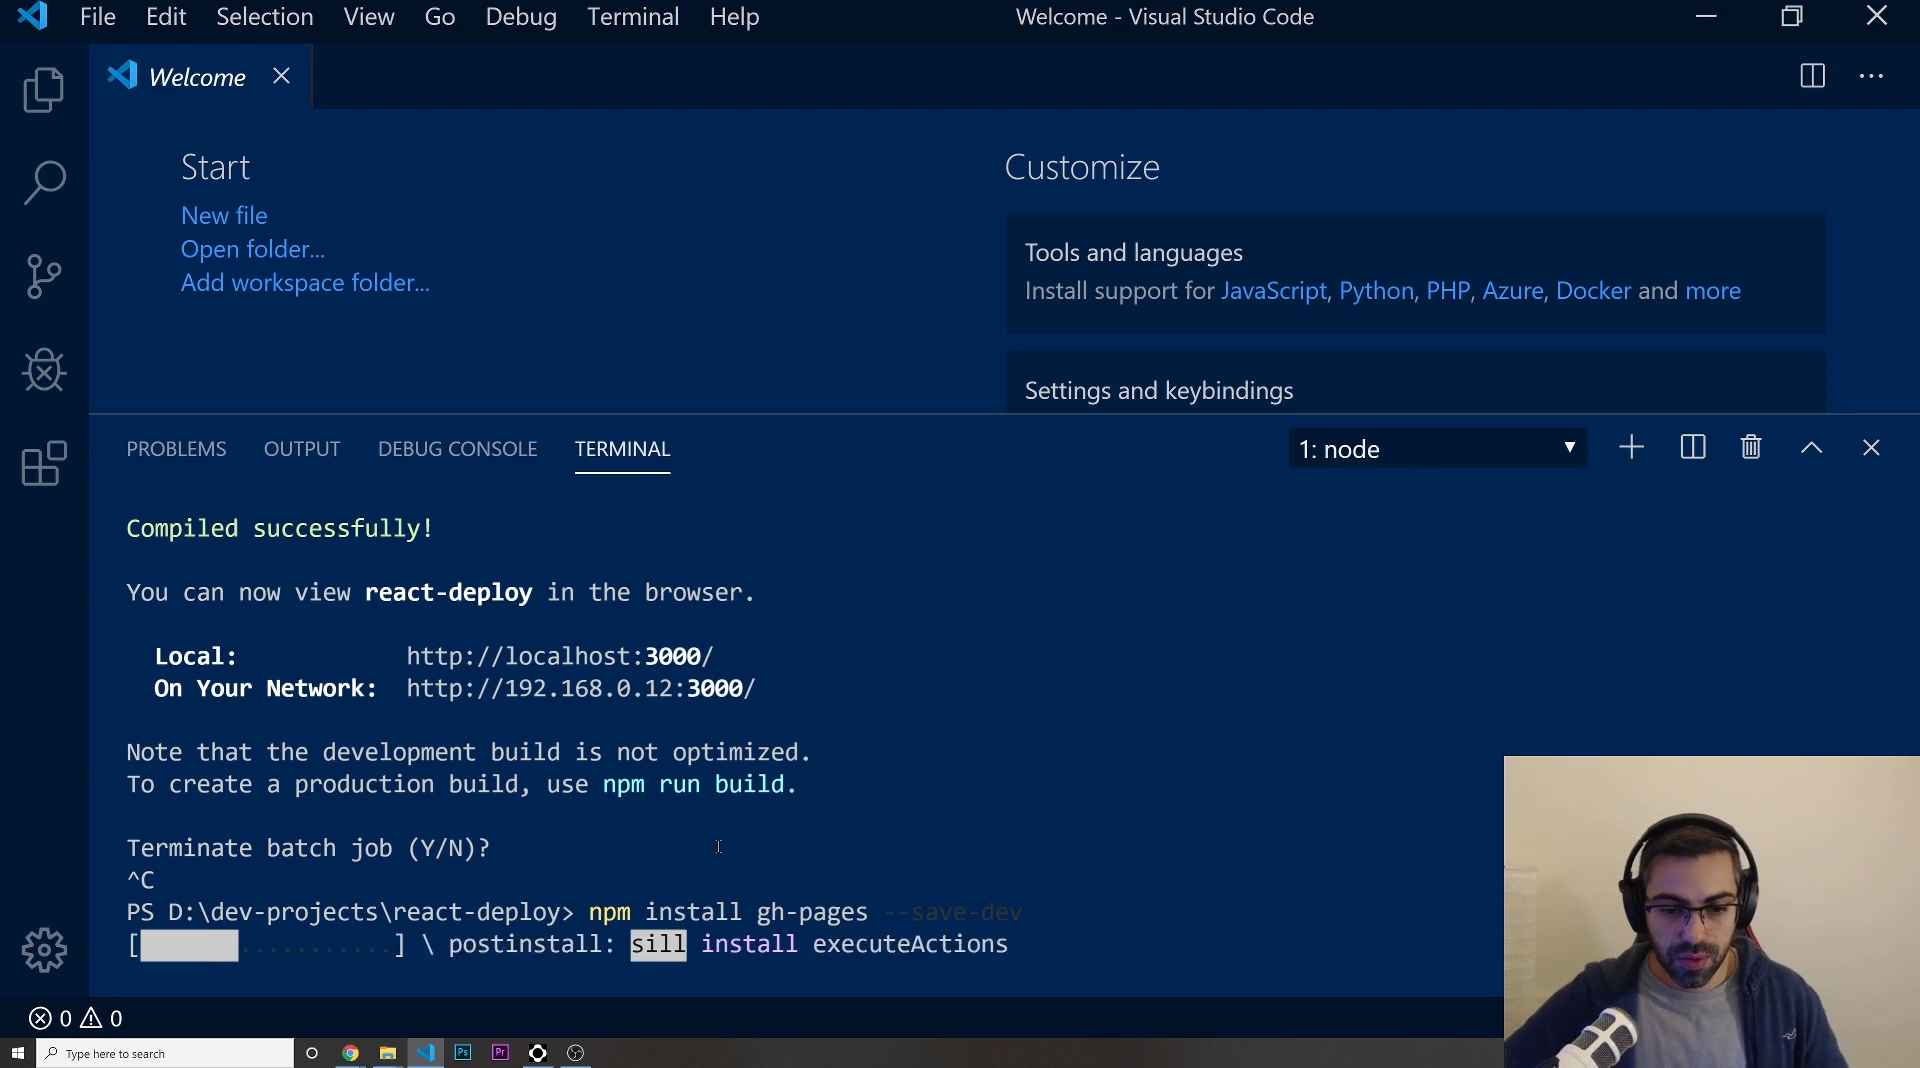 File Edit Selection View Go Debug Terminal Help
Welcome - Visual Studio Code
Welcome
Start
New file
Open folder...
Add workspace folder...
Customize
Tools and languages
Install support for JavaScript, Python, PHP, Azure, Docker and more
Settings and keybindings
PROBLEMS OUTPUT DEBUG CONSOLE TERMINAL
1: node
Compiled successfully!
You can now view react-deploy in the browser.
Local: http://localhost:3000/
On Your Network: http://192.168.0.12:3000/
Note that the development build is not optimized.
To create a production build, use npm run build.
Terminate batch job (Y/N)?
^C
PS D:\dev-projects\react-deploy> npm install gh-pages --save-dev
[ ...........] \ postinstall: sill install executeActions
0 0
Type here to search
Ps Pr